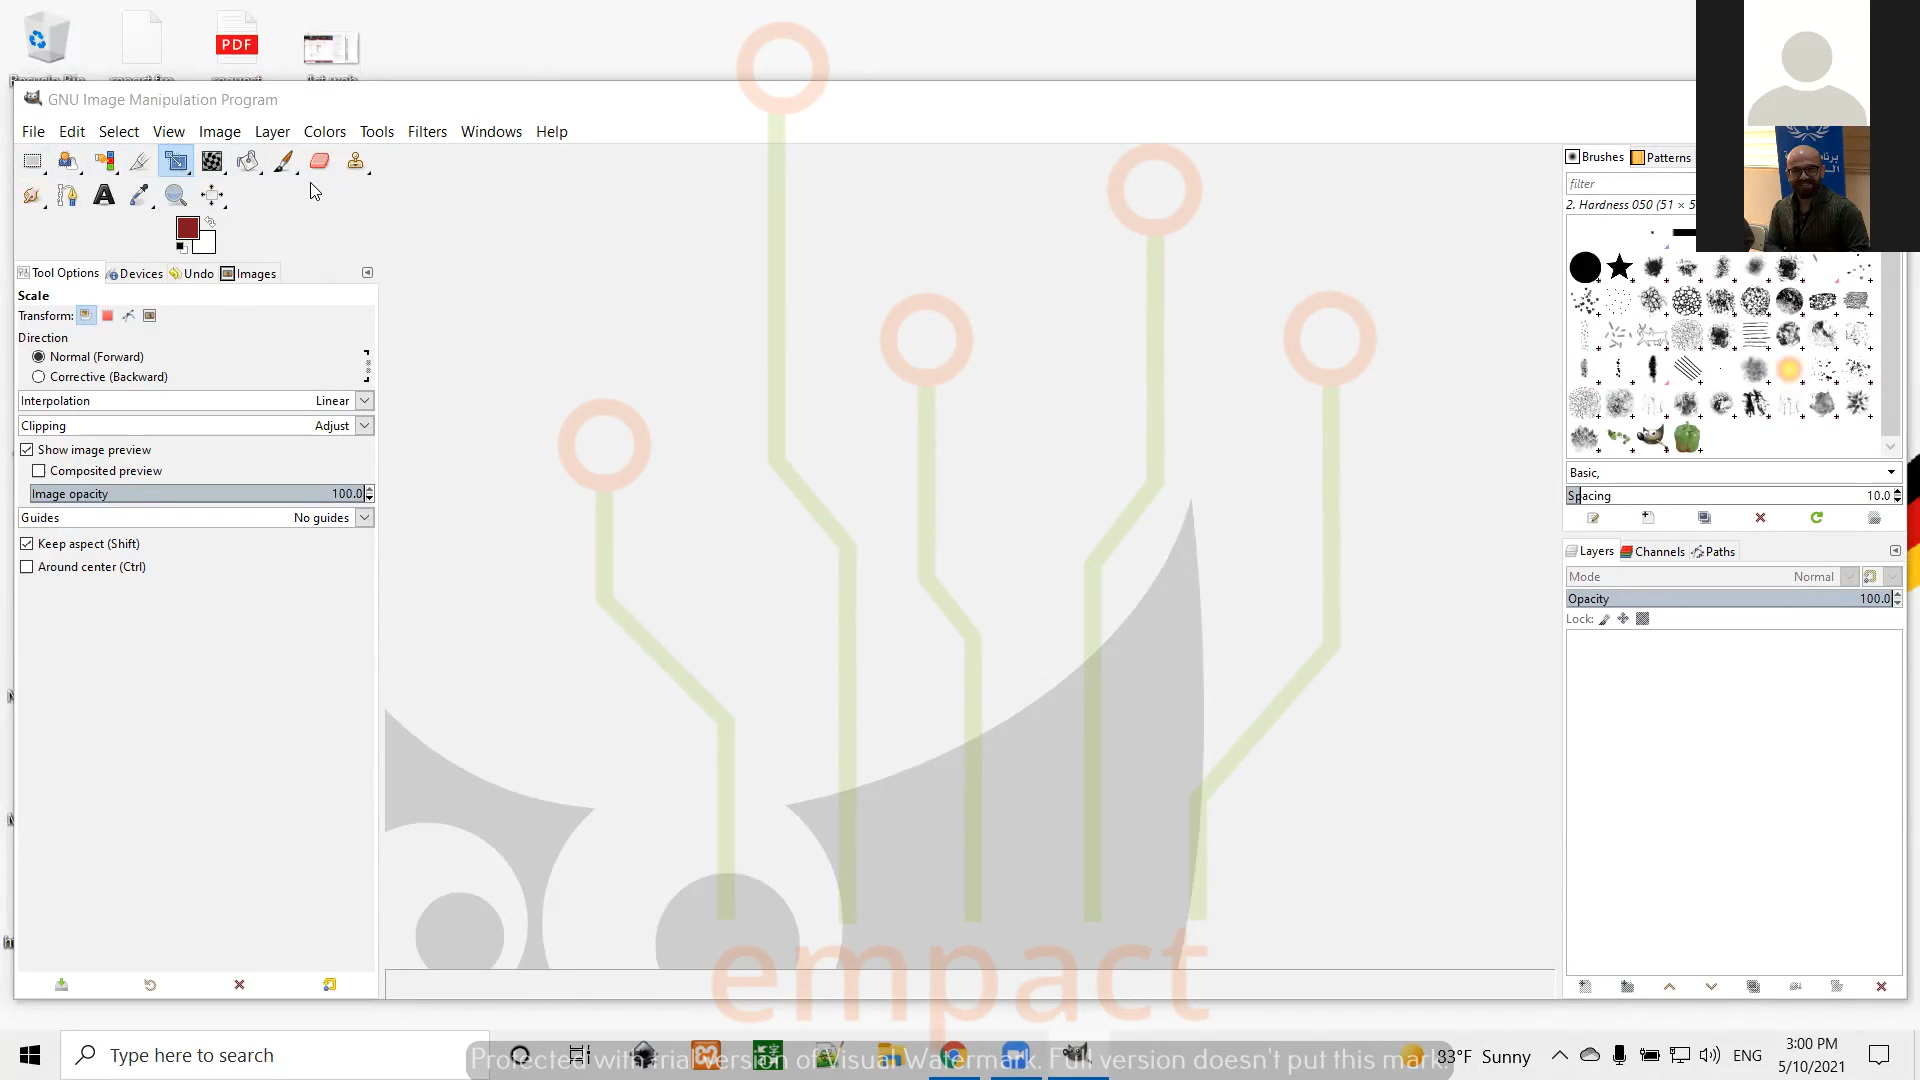 PDF
GNU Image Manipulation Program
File Edit Select View Image Layer Colors Tools Filters Windows Help
Tool Options Devices Undo Images
Scale
Transform:
Direction
Normal (Forward)
Corrective (Backward)
Interpolation Linear
Clipping Adjust
Show image preview
Composited preview
Image opacity 100.0
Guides No guides
Keep aspect (Shift)
Around center (Ctrl)
Brushes Patterns
filter
2. Hardness 050 (51 × 5
Basic,
Spacing 10.0
Layers Channels Paths
Mode Normal
Opacity 100.0
Lock:
empact
Type here to search
Protected with trial version of Visual Watermark. Full version doesn't put this mark.
83°F Sunny
ENG
3:00 PM
5/10/2021